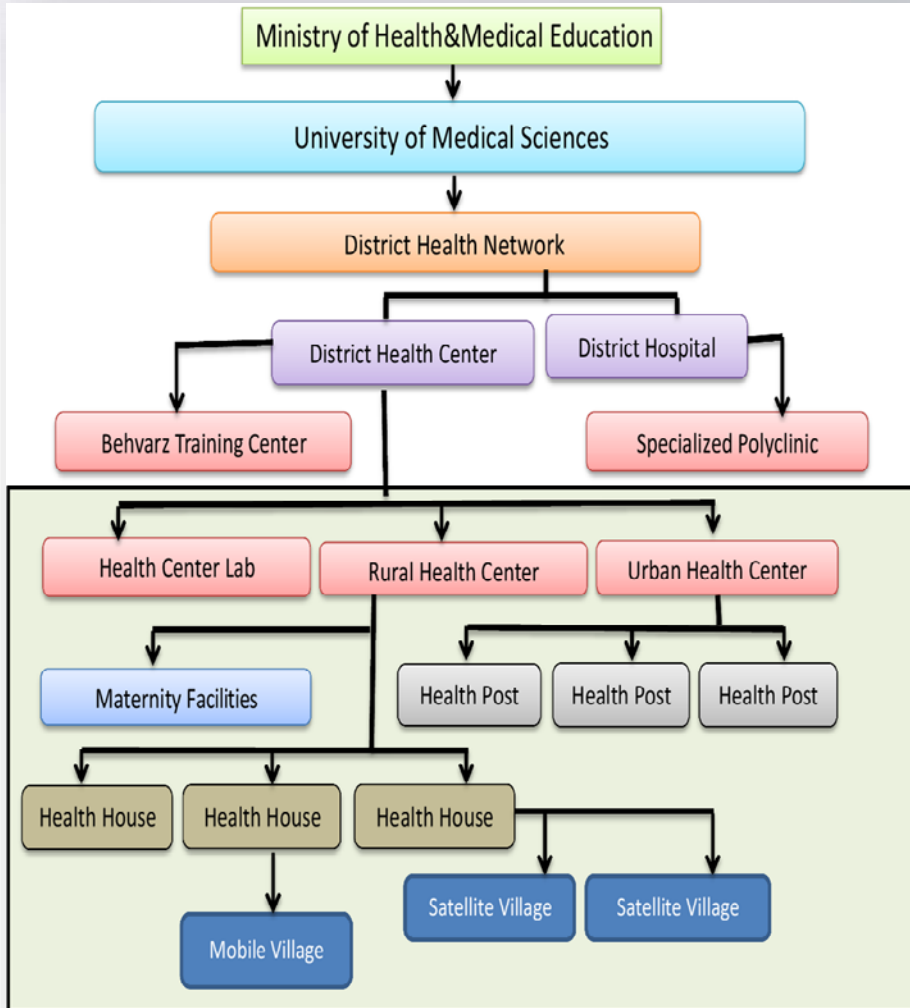 Ministry of Health&Medical Education
University of Medical Sciences
District Health Network
District Health Center
District Hospital
Behvarz Training Center
Specialized Polyclinic
Health Center Lab
Rural Health Center
Urban Health Center
Maternity Facilities
Health Post
Health Post
Health Post
Health House
Health House
Health House
Satellite Village
Satellite Village
Mobile Village